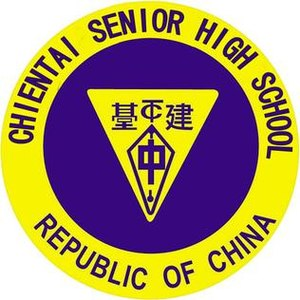 CHIENTAI SENIOR HIGH SCHOOL
建臺
中
REPUBLIC OF CHINA